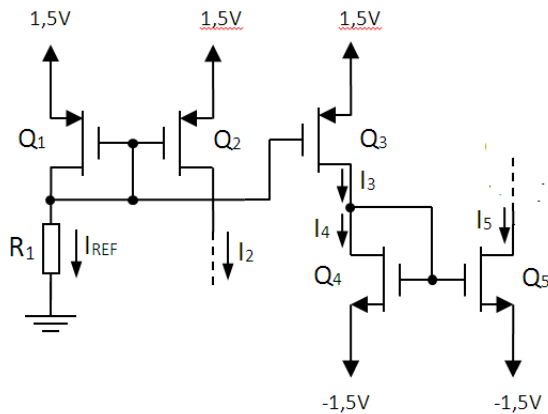 1,5V 1,5V 1,5V
Q1 Q2 Q3
I3
R1 IREF I2 I4 I5
Q4 Q5
-1,5V -1,5V